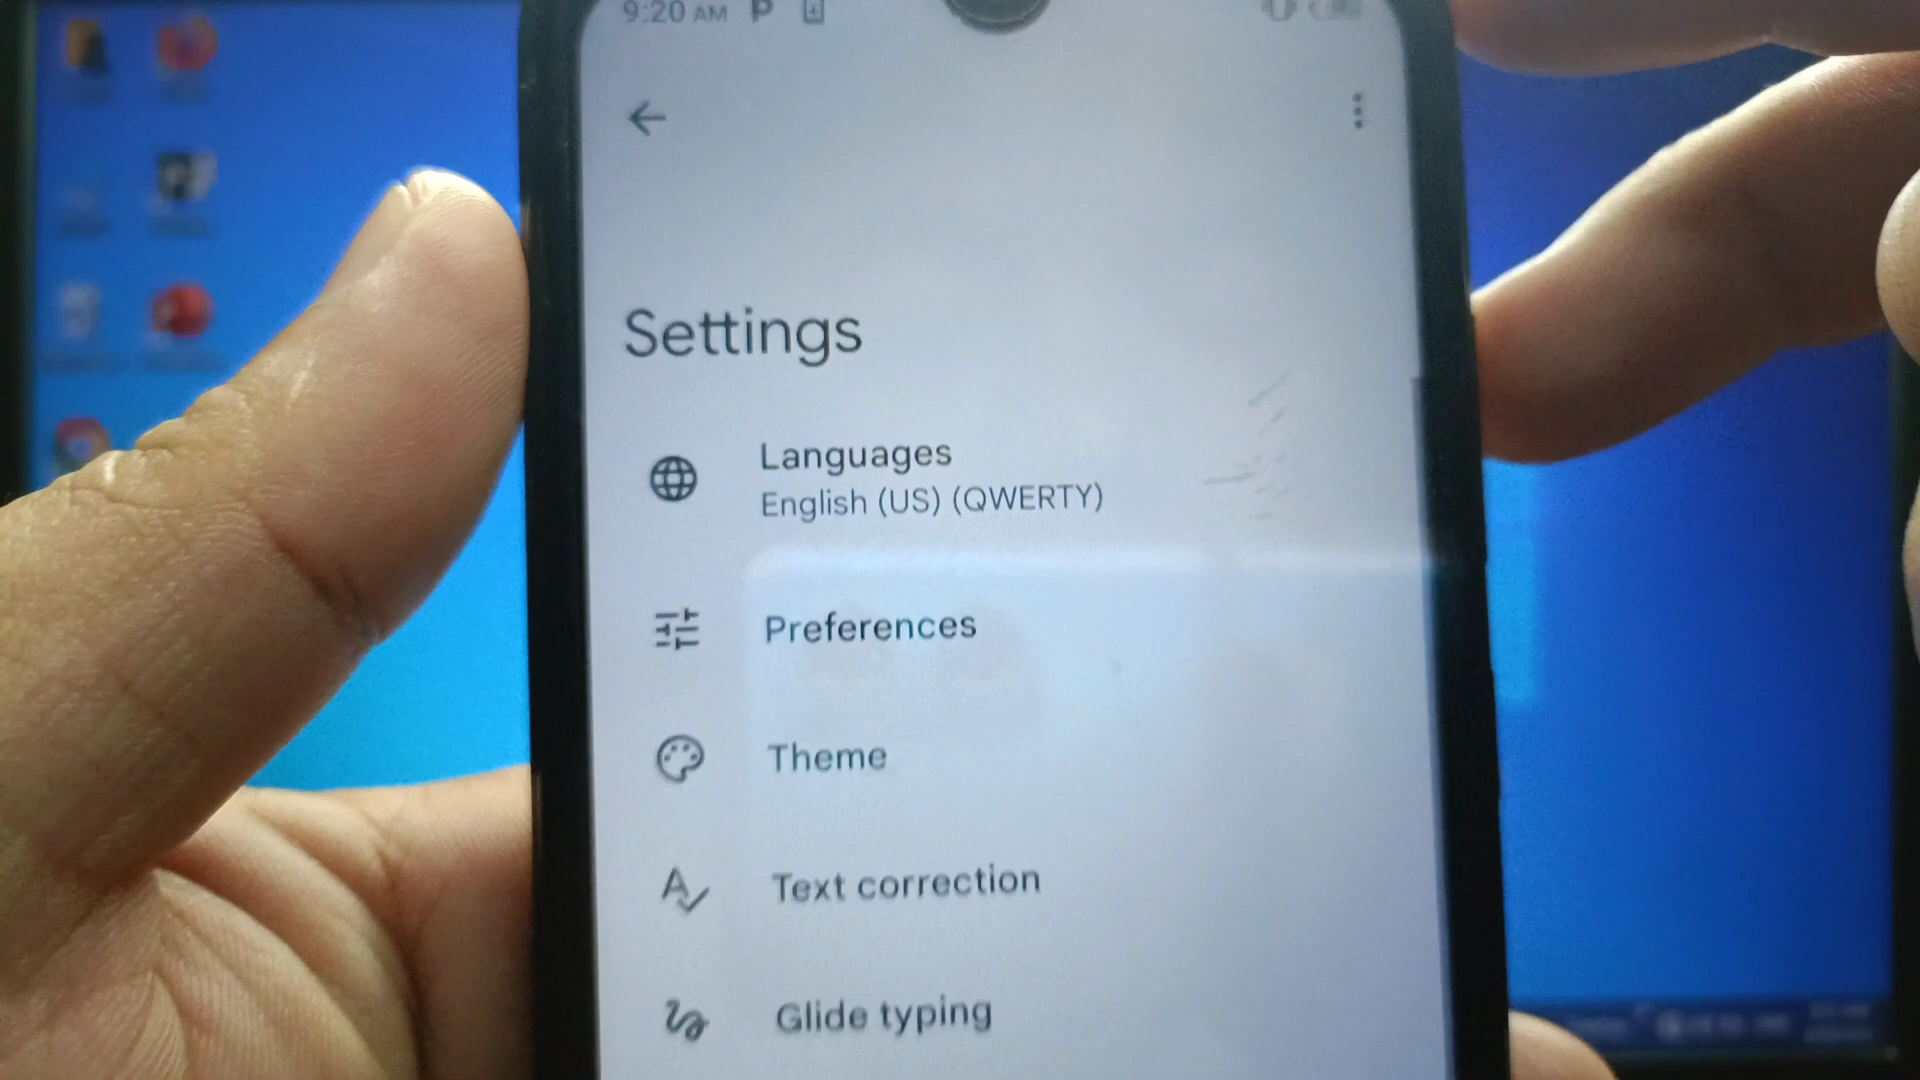 9:20 AM
Settings
Languages
English (US) (QWERTY)
Preferences
Theme
Text correction
Glide typing